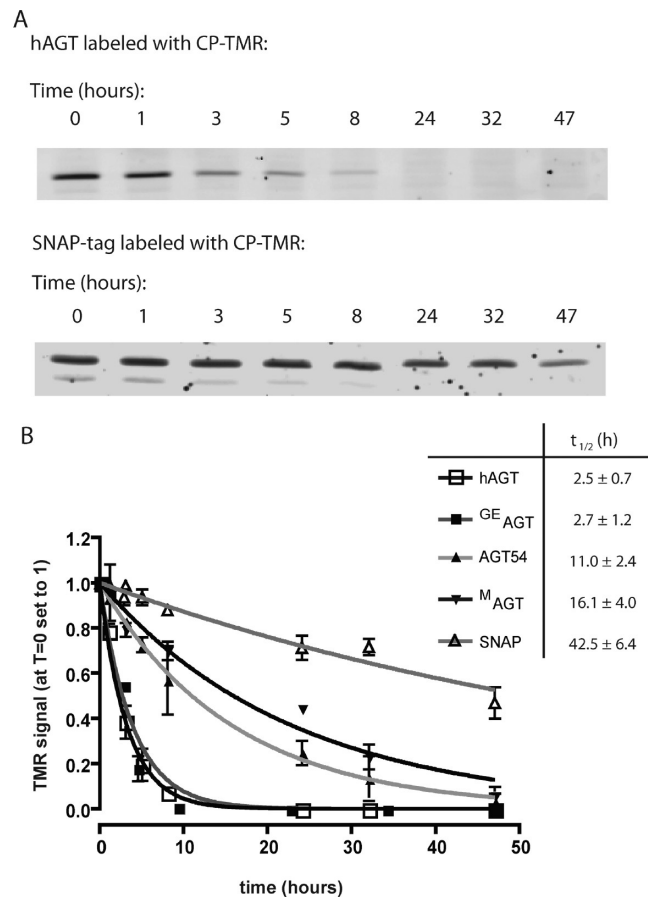 A
hAGT labeled with CP-TMR:
Time (hours):
0 1 3 5 8 24 32 47
SNAP-tag labeled with CP-TMR:
Time (hours):
0 1 3 5 8 24 32 47
B
t1/2 (h)
hAGT 2.5 ± 0.7
GE AGT 2.7 ± 1.2
AGT54 11.0 ± 2.4
M AGT 16.1 ± 4.0
SNAP 42.5 ± 6.4
TMR signal (at T=0 set to 1)
1.2
1.0
0.8
0.6
0.4
0.2
0.0
0 10 20 30 40 50
time (hours)